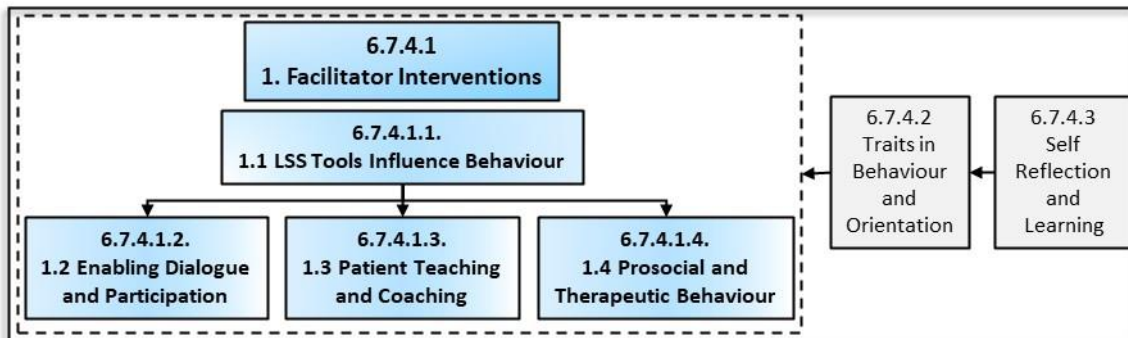 6.7.4.1
1. Facilitator Interventions
6.7.4.1.1.
1.1 LSS Tools Influence Behaviour
6.7.4.1.2.
1.2 Enabling Dialogue
and Participation
6.7.4.1.3.
1.3 Patient Teaching
and Coaching
6.7.4.1.4.
1.4 Prosocial and
Therapeutic Behaviour
6.7.4.2
Traits in
Behaviour
and
Orientation
6.7.4.3
Self
Reflection
and
Learning